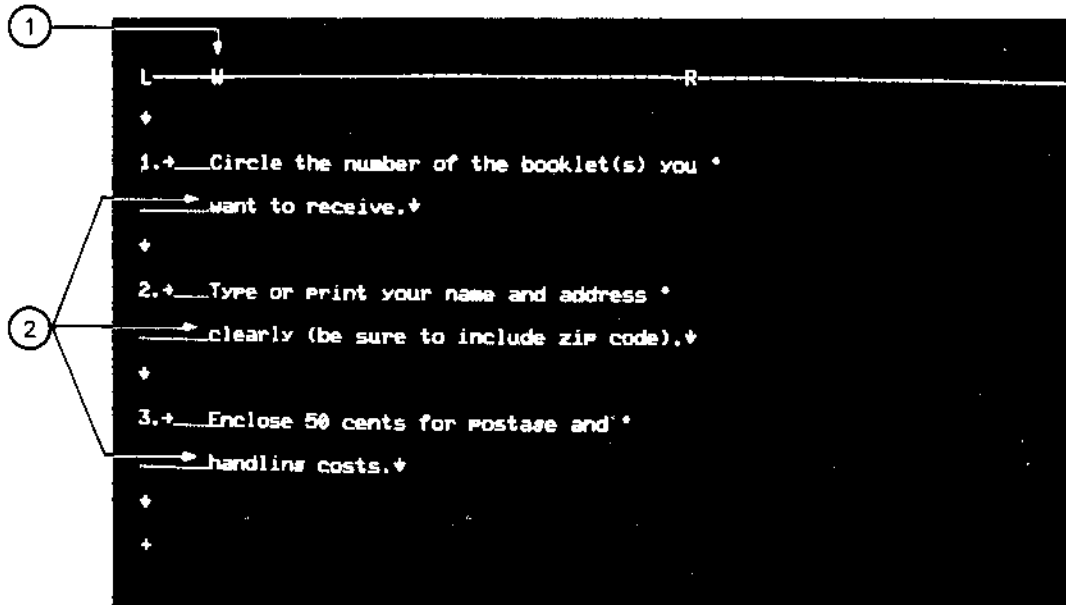 1
L W R
1. Circle the number of the booklet(s) you
want to receive.
2. Type or print your name and address
2
clearly (be sure to include zip code).
3. Enclose 50 cents for postage and
handling costs.